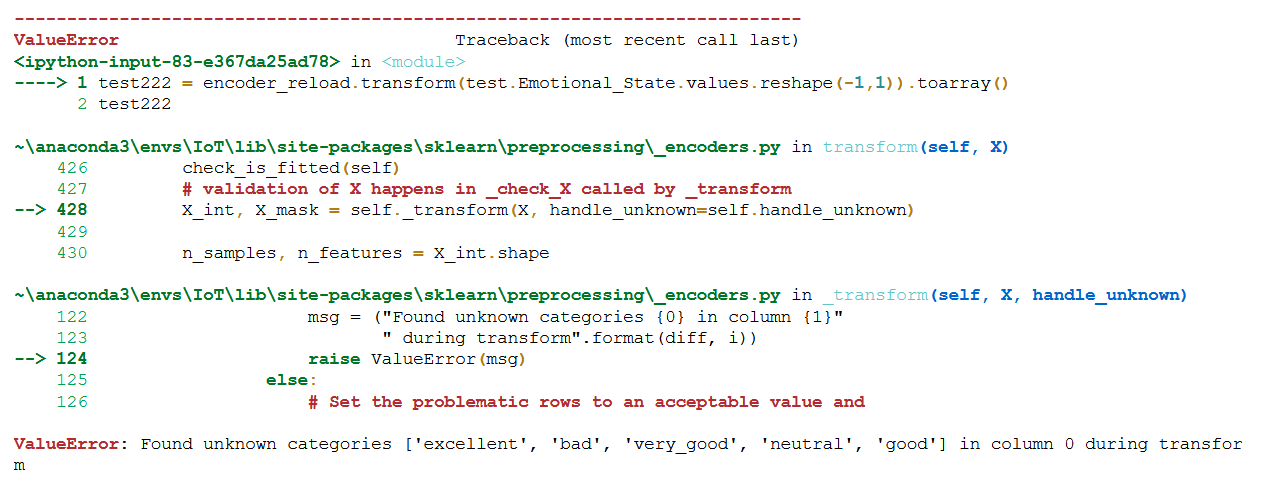 ---------------------------------------------------------------------------
ValueError                                Traceback (most recent call last)
<ipython-input-83-e367da25ad78> in <module>
----> 1 test222 = encoder_reload.transform(test.Emotional_State.values.reshape(-1,1)).toarray()
      2 test222

~\anaconda3\envs\IoT\lib\site-packages\sklearn\preprocessing\_encoders.py in transform(self, X)
    426         check_is_fitted(self)
    427         # validation of X happens in _check_X called by _transform
--> 428         X_int, X_mask = self._transform(X, handle_unknown=self.handle_unknown)
    429
    430         n_samples, n_features = X_int.shape

~\anaconda3\envs\IoT\lib\site-packages\sklearn\preprocessing\_encoders.py in _transform(self, X, handle_unknown)
    122                     msg = ("Found unknown categories {0} in column {1}"
    123                            " during transform".format(diff, i))
--> 124                     raise ValueError(msg)
    125                 else:
    126                     # Set the problematic rows to an acceptable value and

ValueError: Found unknown categories ['excellent', 'bad', 'very_good', 'neutral', 'good'] in column 0 during transfor
m